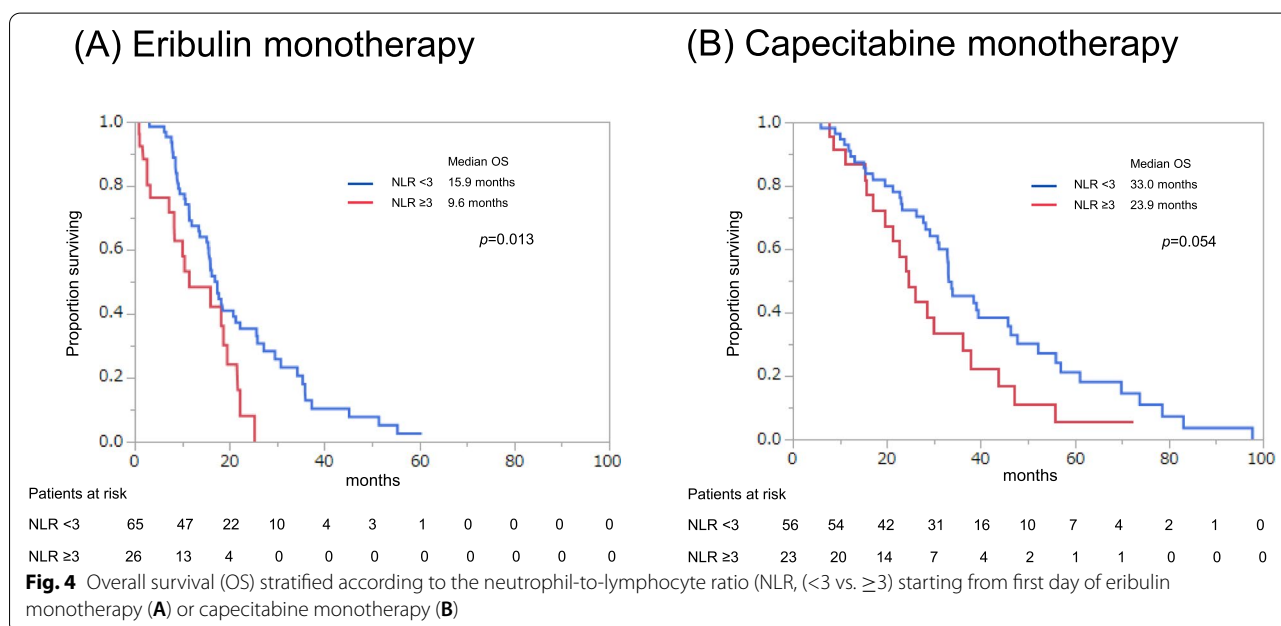 (A) Eribulin monotherapy
1.0
0.8
0.6
0.4
0.2
0.0
Proportion surviving
Median OS
NLR <3 15.9 months
NLR ≥3 9.6 months
p=0.013
0 20 40 60 80 100
months
Patients at risk
NLR <3 65 47 22 10 4 3 1 0 0 0 0
NLR ≥3 26 13 4 0 0 0 0 0 0 0 0
(B) Capecitabine monotherapy
1.0
0.8
0.6
0.4
0.2
0.0
Proportion surviving
Median OS
NLR <3 33.0 months
NLR ≥3 23.9 months
p=0.054
0 20 40 60 80 100
months
Patients at risk
NLR <3 56 54 42 31 16 10 7 4 2 1 0
NLR ≥3 23 20 14 7 4 2 1 1 0 0 0
Fig. 4 Overall survival (OS) stratified according to the neutrophil-to-lymphocyte ratio (NLR, (<3 vs. ≥3) starting from first day of eribulin
monotherapy (A) or capecitabine monotherapy (B)